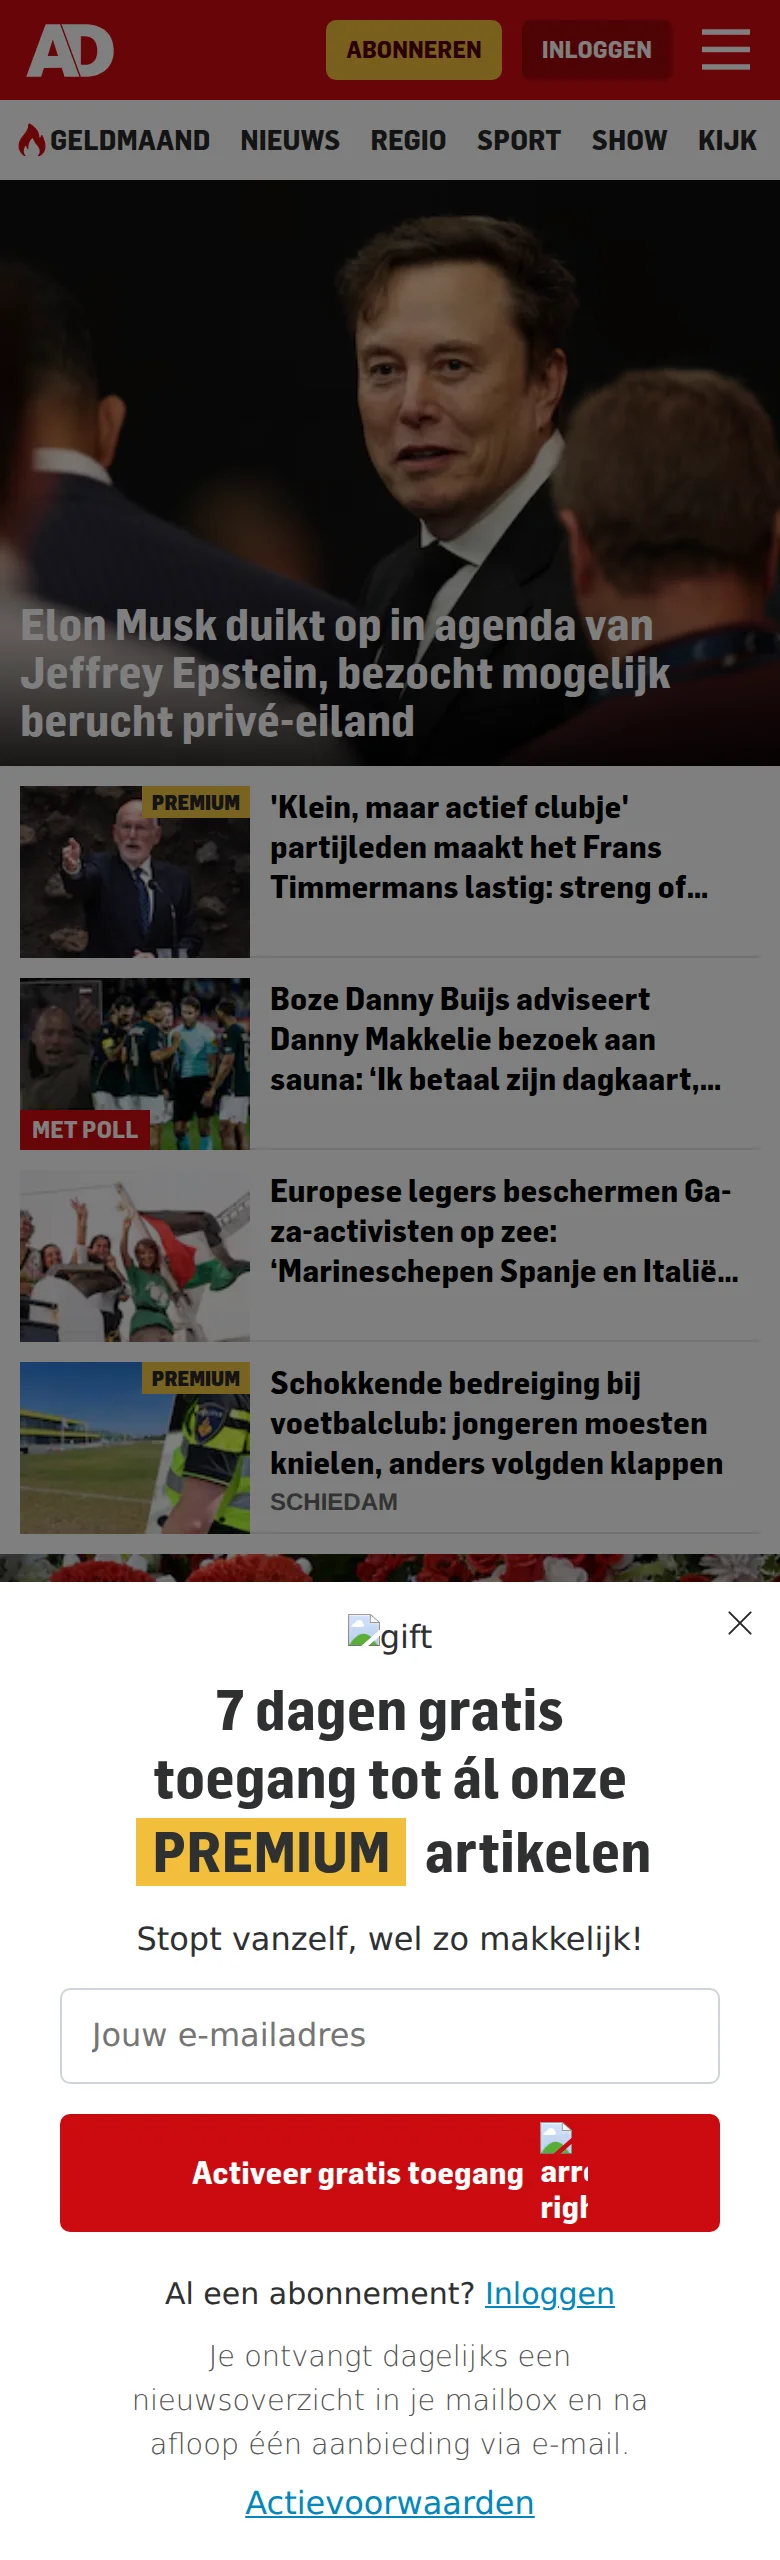 AD
ABONNEREN
INLOGGEN
GELDMAAND NIEUWS REGIO SPORT SHOW KIJK
Elon Musk duikt op in agenda van
Jeffrey Epstein, bezocht mogelijk
berucht privé-eiland
PREMIUM
'Klein, maar actief clubje'
partijleden maakt het Frans
Timmermans lastig: streng of...
Boze Danny Buijs adviseert
Danny Makkelie bezoek aan
sauna: ‘Ik betaal zijn dagkaart,...
MET POLL
Europese legers beschermen Ga-
za-activisten op zee:
‘Marineschepen Spanje en Italië...
PREMIUM
Schokkende bedreiging bij
voetbalclub: jongeren moesten
knielen, anders volgden klappen
SCHIEDAM
gift
7 dagen gratis
toegang tot ál onze
PREMIUM artikelen
Stopt vanzelf, wel zo makkelijk!
Jouw e-mailadres
Activeer gratis toegang
Al een abonnement? Inloggen
Je ontvangt dagelijks een
nieuwsoverzicht in je mailbox en na
afloop één aanbieding via e-mail.
Actievoorwaarden